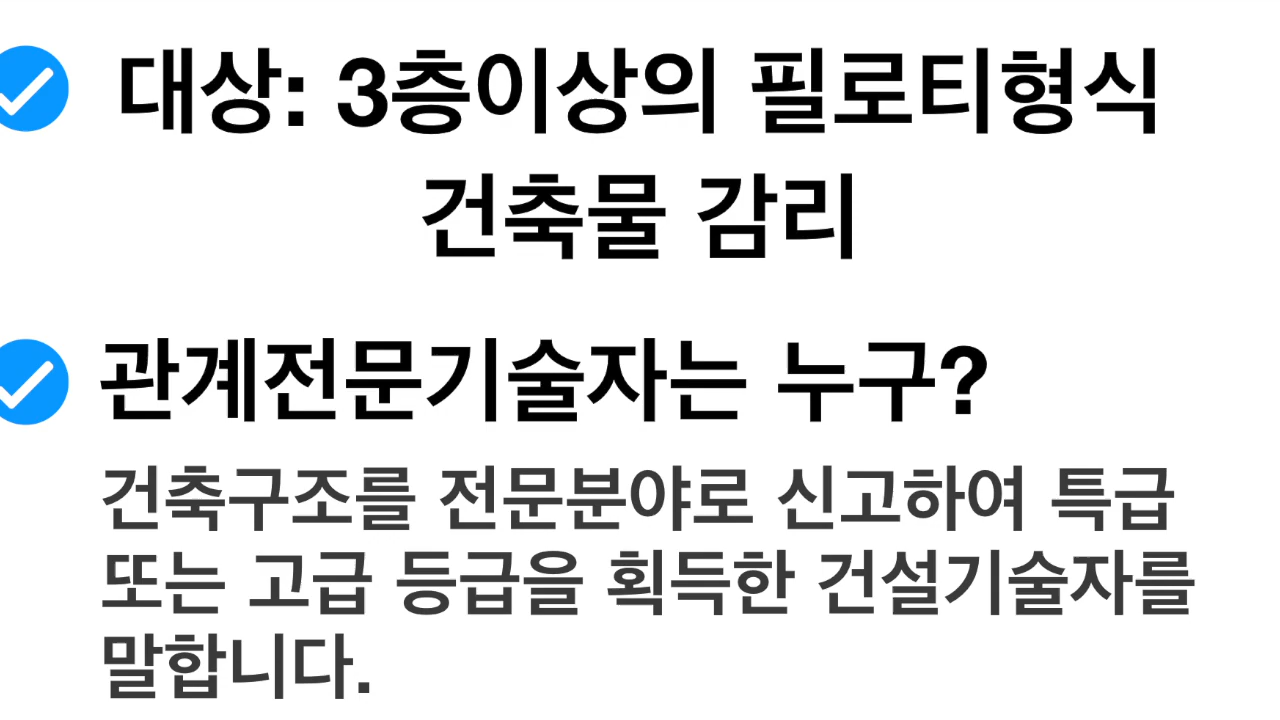 대상: 3층이상의 필로티형식
건축물 감리
관계전문기술자는 누구?
건축구조를 전문분야로 신고하여 특급
또는 고급 등급을 획득한 건설기술자를
말합니다.